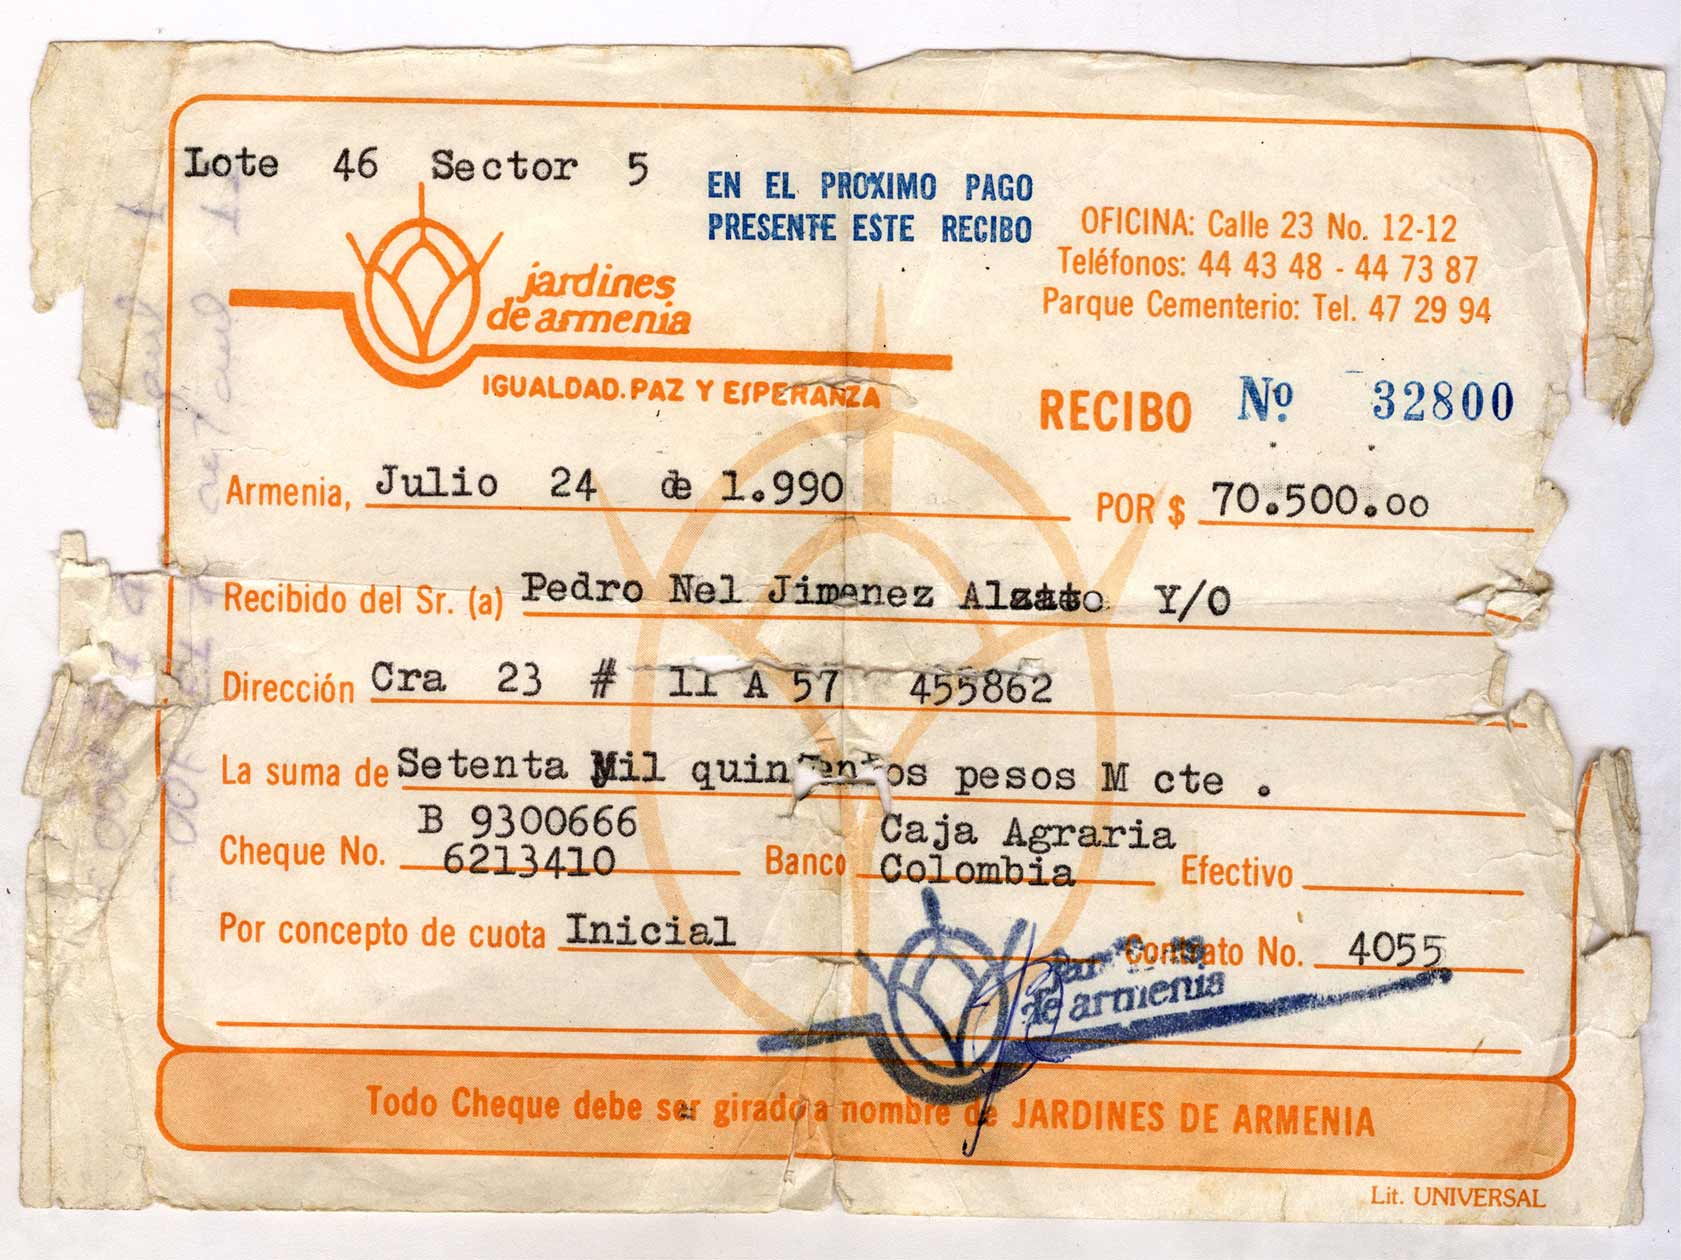 Lote 46 Sector 5
EN EL PROXIMO PAGO
PRESENTE ESTE RECIBO
OFICINA: Calle 23 No. 12-12
Teléfonos: 44 43 48 - 44 73 87
Parque Cementerio: Tel. 47 29 94
jardines
de armenia
IGUALDAD. PAZ Y ESPERANZA
RECIBO Nº 32800
Armenia, Julio 24 de 1.990 POR $ 70.500.oo
Recibido del Sr. (a) Pedro Nel Jimenez Y/O
Dirección Cra 23 # 11 A 57 455862
La suma de Setenta Mil quinientos pesos M cte .
B 9300666 Caja Agraria
Cheque No. 6213410 Banco Colombia Efectivo
Por concepto de cuota Inicial Contrato No. 4055
jardines
de armenia
Todo Cheque debe ser girado a nombre de JARDINES DE ARMENIA
Lit. UNIVERSAL